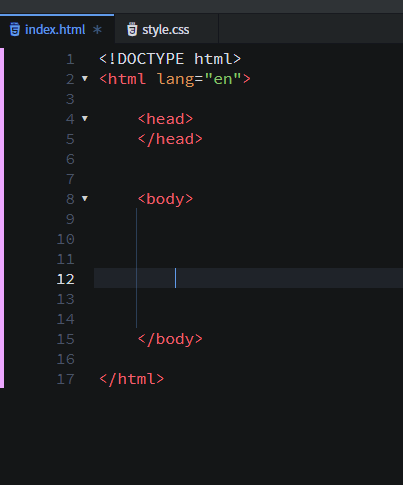 index.html
style.css
1 <!DOCTYPE html>
2 <html lang="en">
3
4 <head>
5 </head>
6
7
8 <body>
9
10
11
12
13
14
15 </body>
16
17 </html>